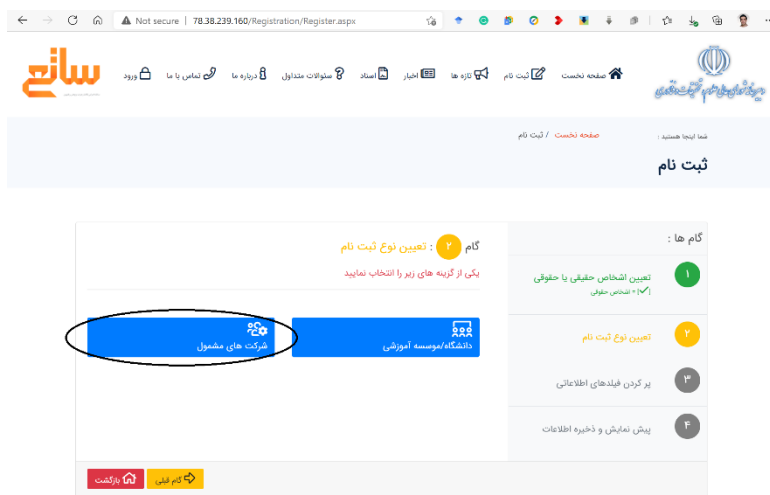 Not secure | 78.38.239.160/Registration/Register.aspx
صفحه نخست ثبت نام تازه ها اخبار اسناد سئوالات متداول درباره ما تماس با ما ورود
ساتع
شما اینجا هستید :
صفحه نخست / ثبت نام
ثبت نام
گام ها :
۱
تعیین اشخاص حقیقی یا حقوقی
[✓] = اشخاص حقوقی
۲
تعیین نوع ثبت نام
۳
پر کردن فیلدهای اطلاعاتی
۴
پیش نمایش و ذخیره اطلاعات
گام ۲ : تعیین نوع ثبت نام
یکی از گزینه های زیر را انتخاب نمایید
دانشگاه/موسسه آموزشی
شرکت های مشمول
گام قبلی
بازگشت